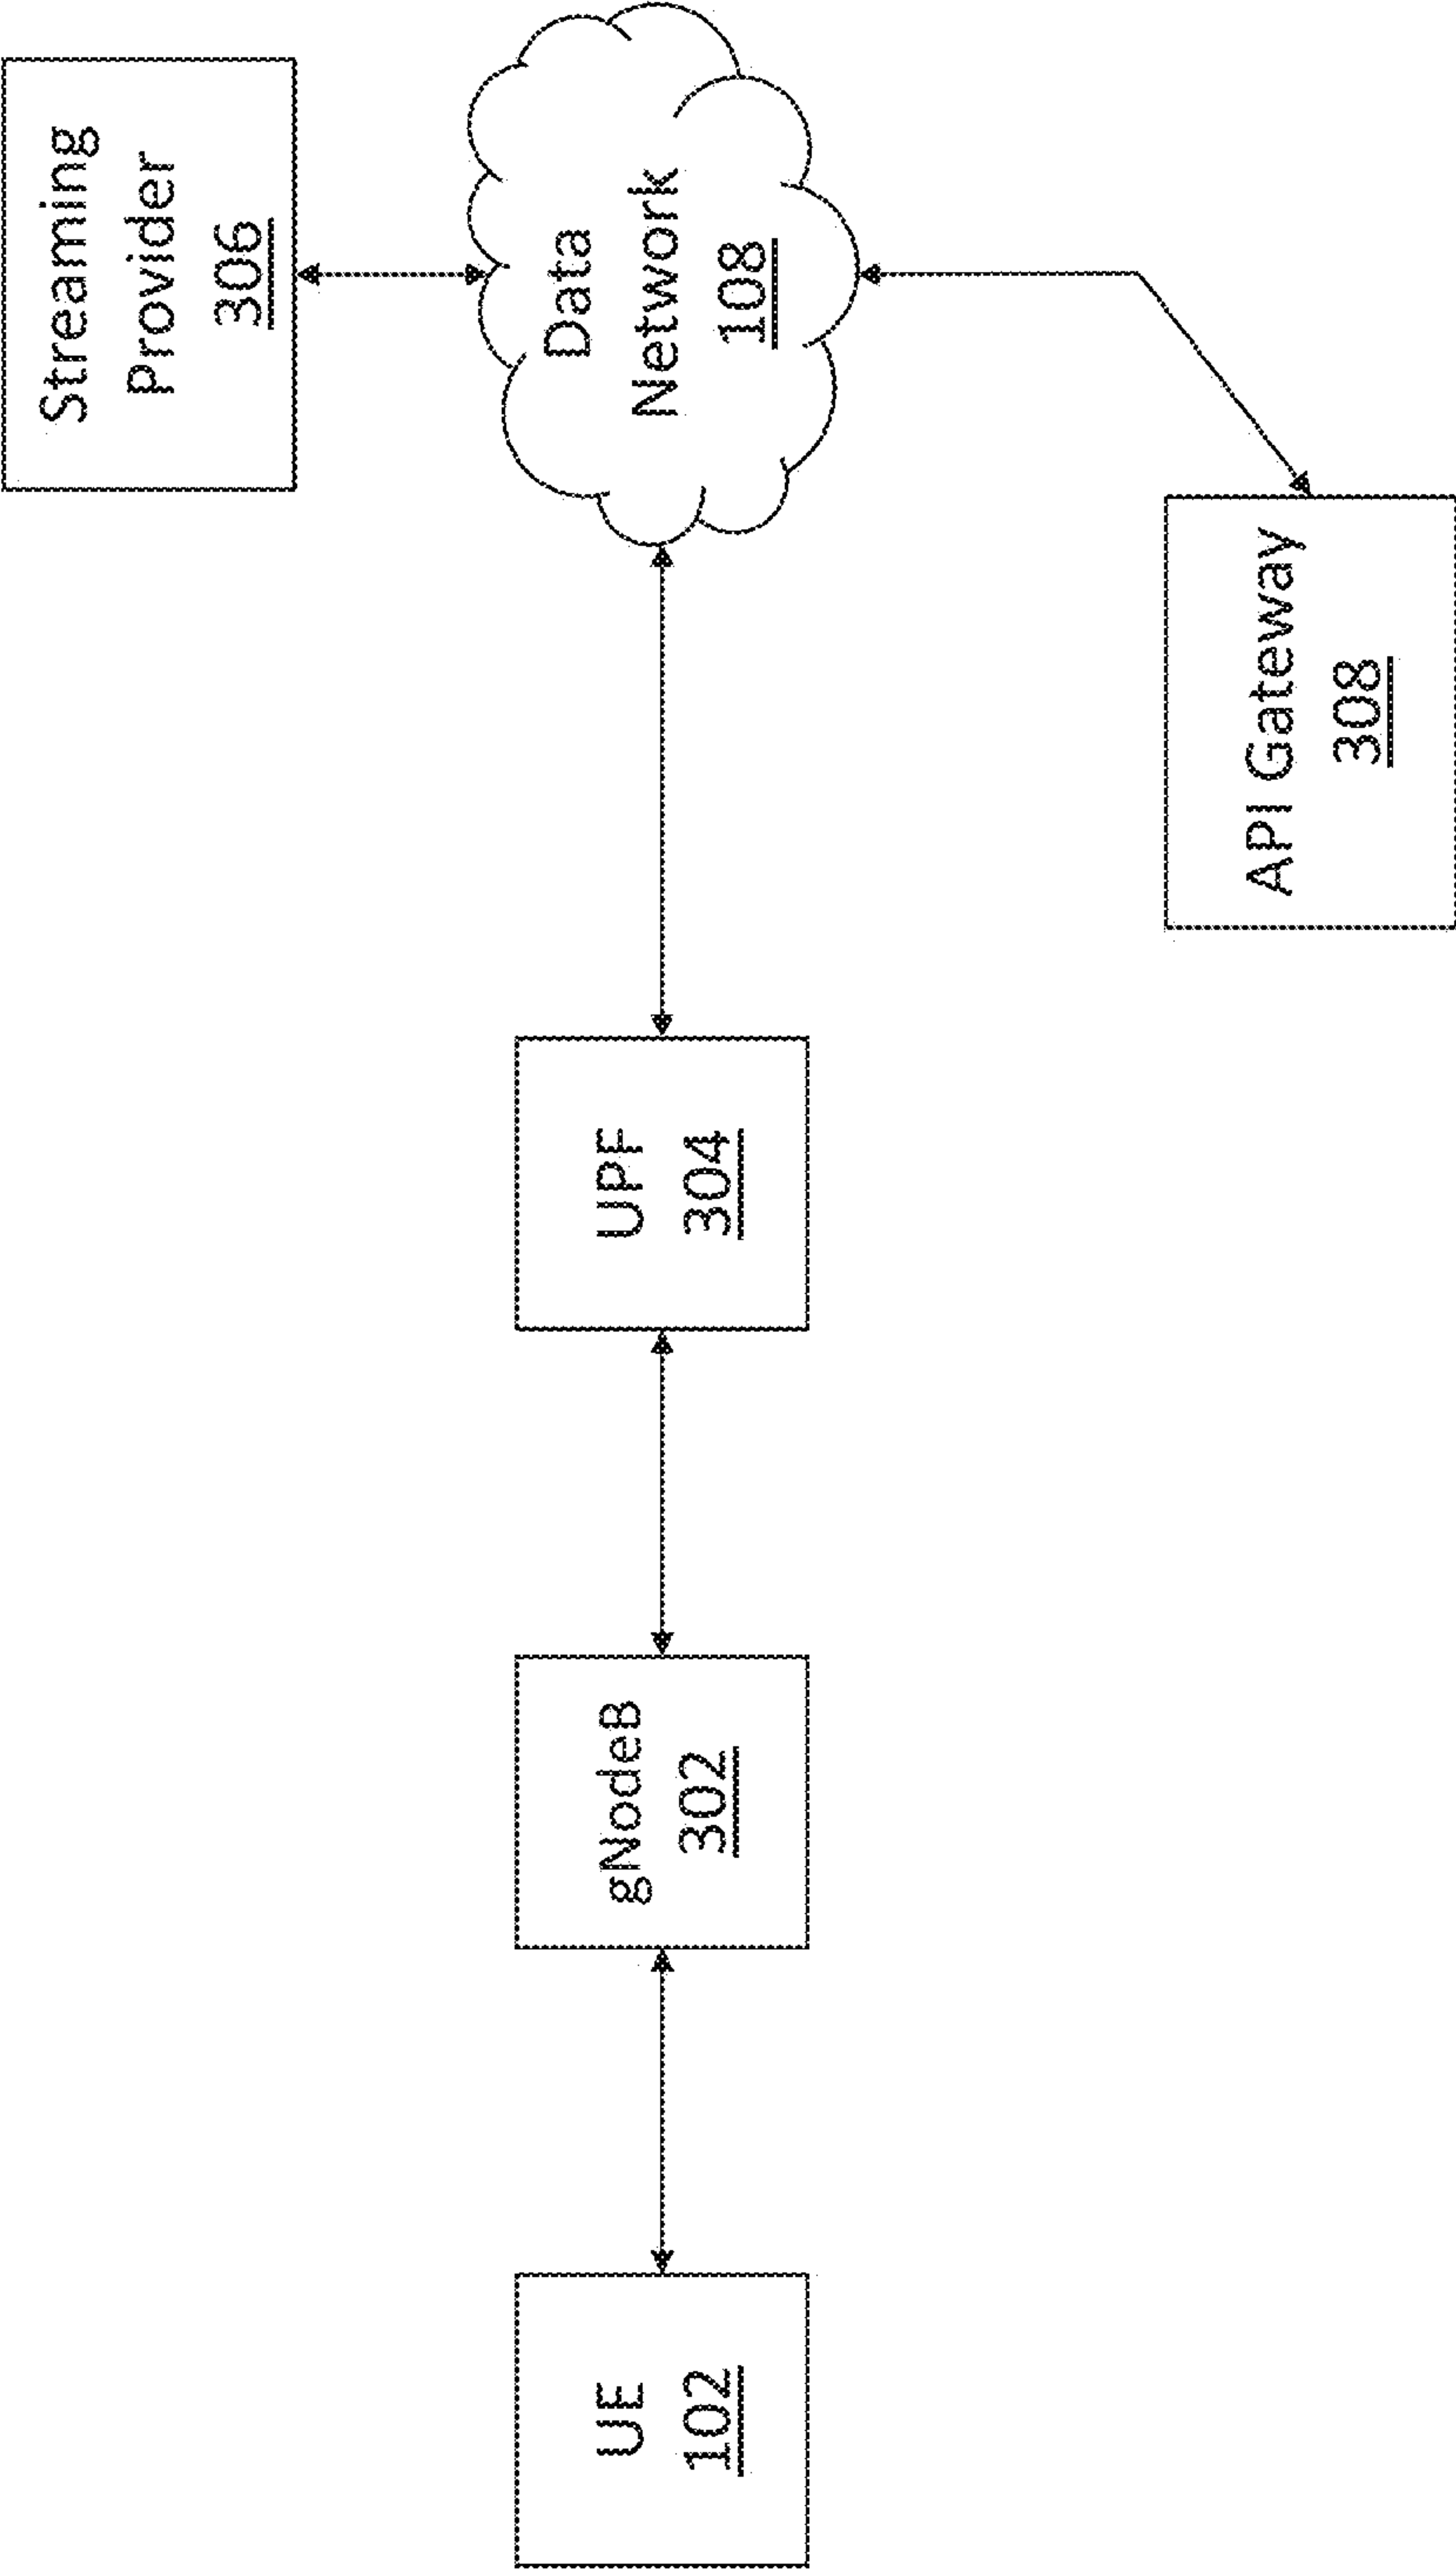 UE
102
gNodeB
302
UPF
304
Data
Network
108
Streaming
Provider
306
API Gateway
308